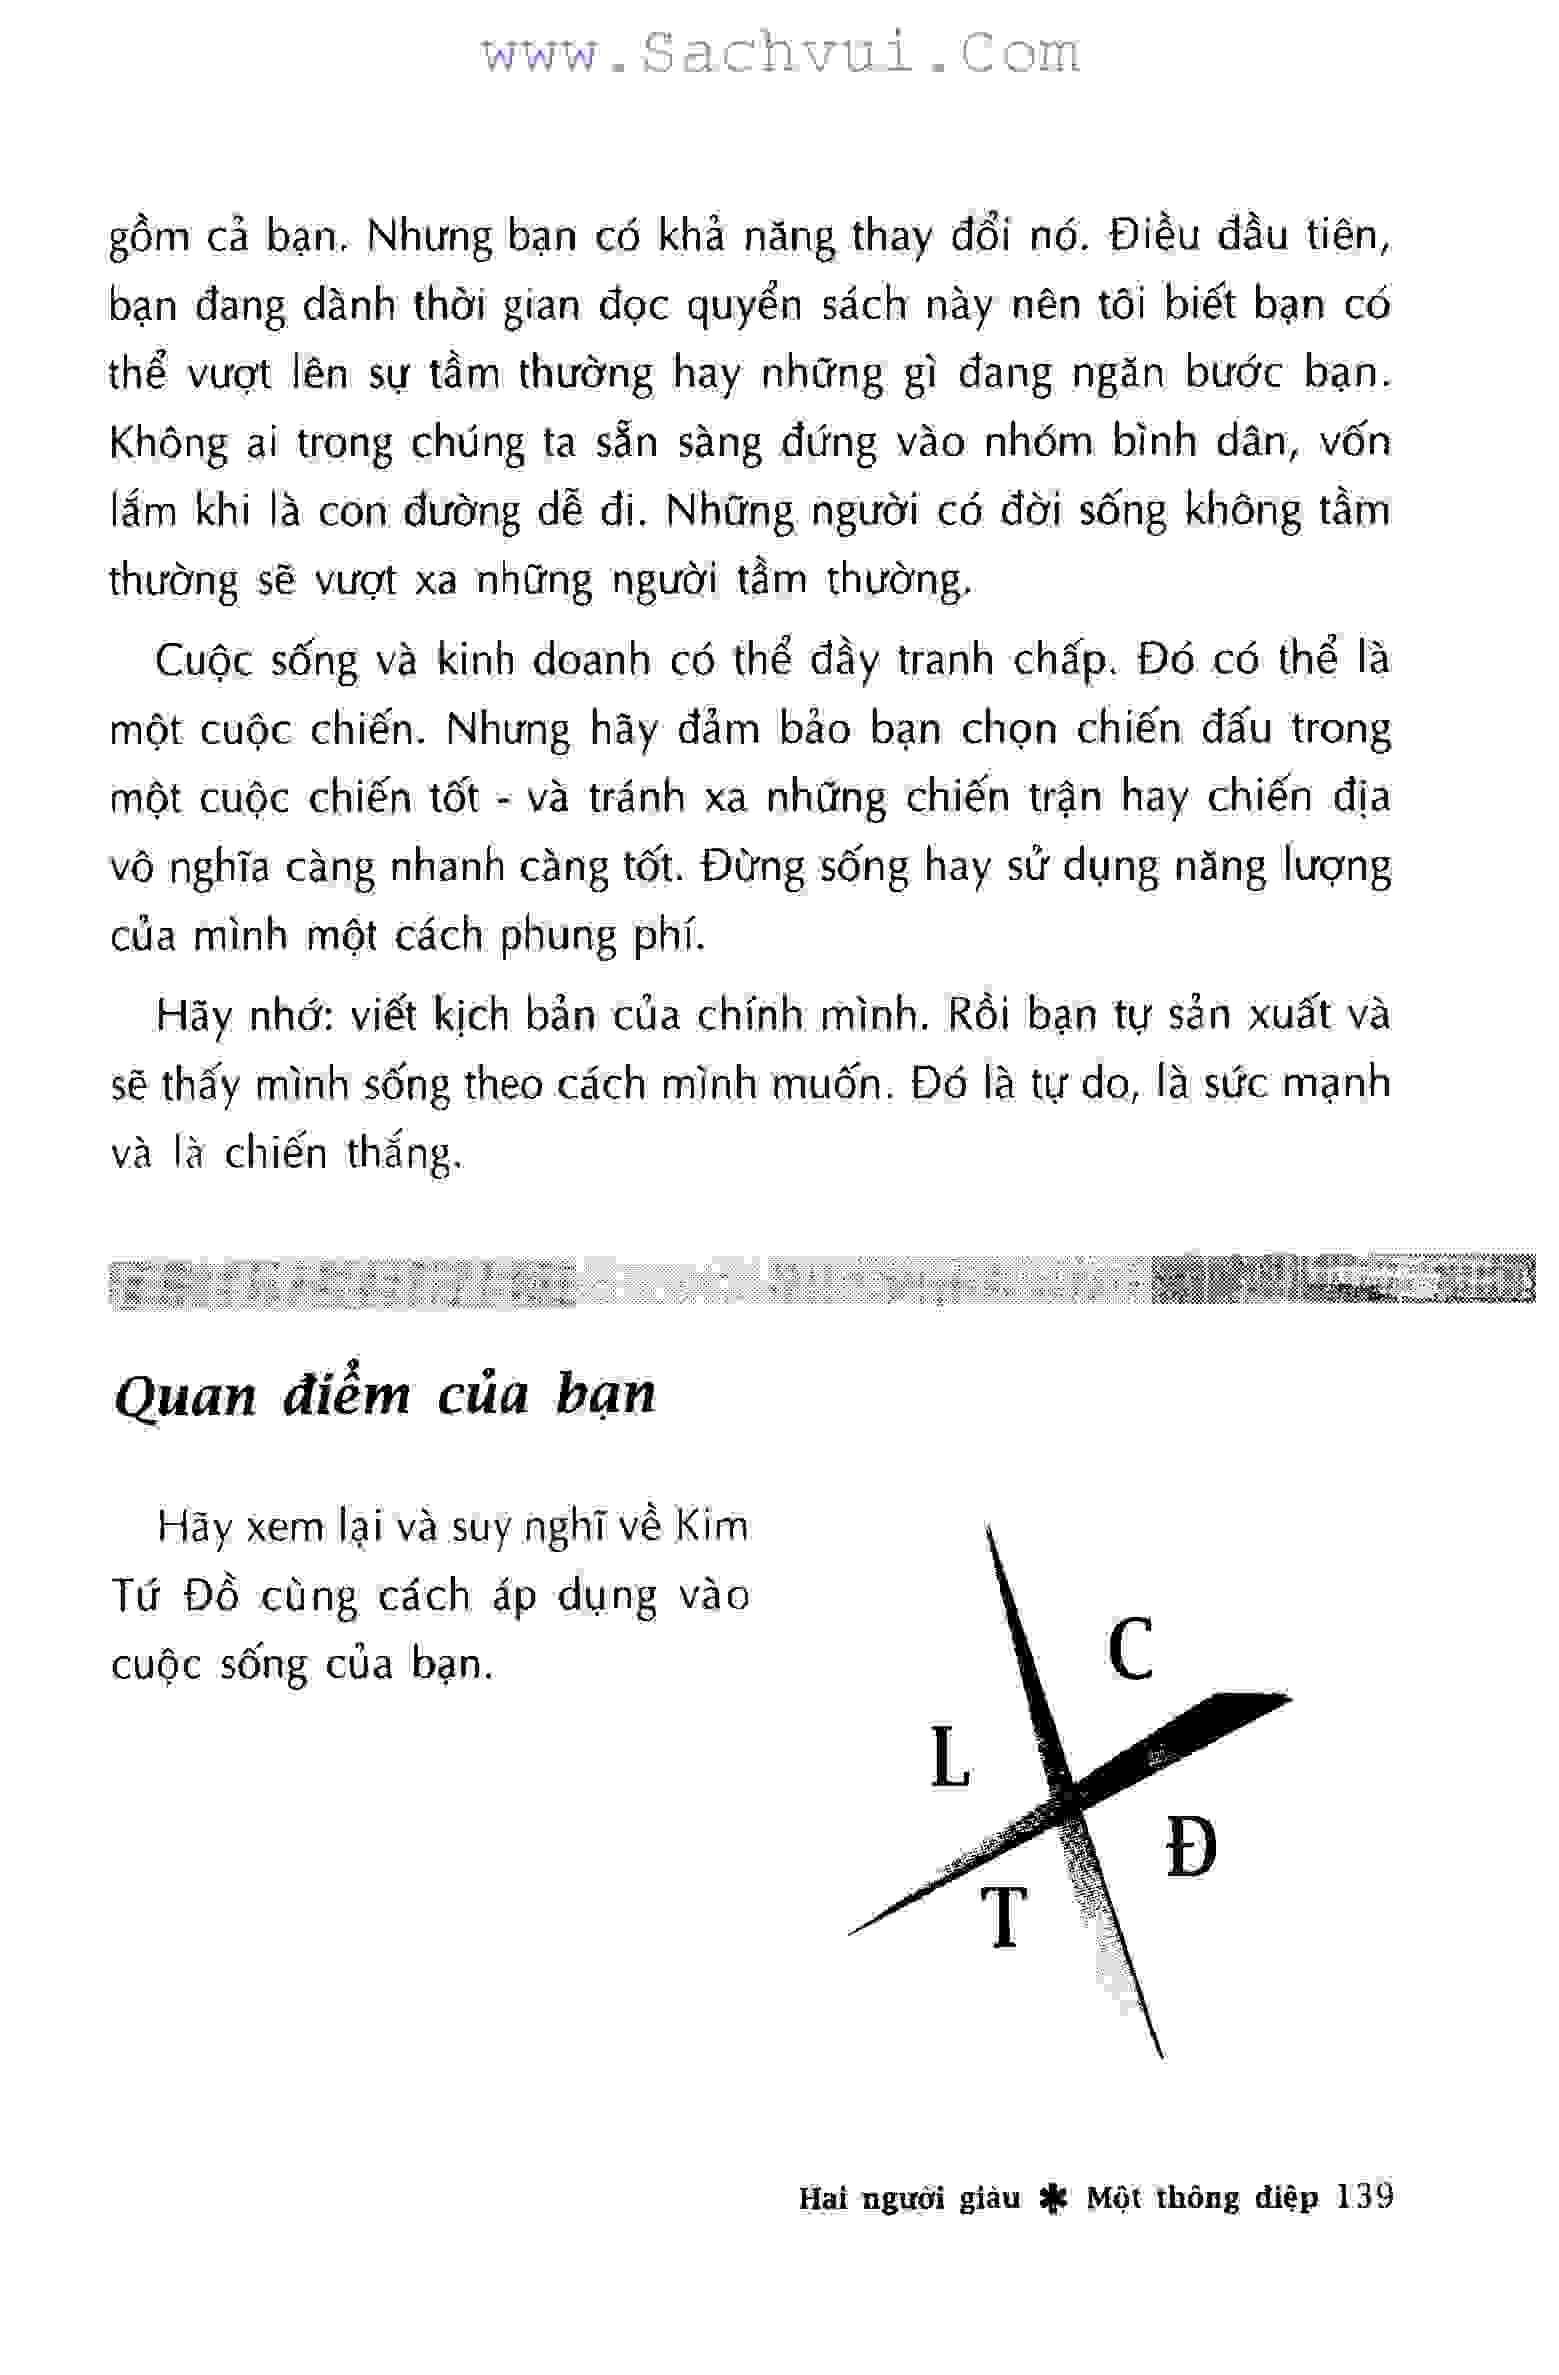 www.Sachvui.Com
gồm cả bạn. Nhưng bạn có khả năng thay đổi nó. Điều đầu tiên,
bạn đang dành thời gian đọc quyển sách này nên tôi biết bạn có
thể vượt lên sự tầm thường hay những gì đang ngăn bước bạn.
Không ai trong chúng ta sẵn sàng đứng vào nhóm bình dân, vốn
lắm khi là con đường dễ đi. Những người có đời sống không tầm
thường sẽ vượt xa những người tầm thường.
Cuộc sống và kinh doanh có thể đầy tranh chấp. Đó có thể là
một cuộc chiến. Nhưng hãy đảm bảo bạn chọn chiến đấu trong
một cuộc chiến tốt - và tránh xa những chiến trận hay chiến địa
vô nghĩa càng nhanh càng tốt. Đừng sống hay sử dụng năng lượng
của mình một cách phung phí.
Hãy nhớ: viết kịch bản của chính mình. Rồi bạn tự sản xuất và
sẽ thấy mình sống theo cách mình muốn. Đó là tự do, là sức mạnh
và là chiến thắng.
Quan điểm của bạn
Hãy xem lại và suy nghĩ về Kim
Tứ Đồ cùng cách áp dụng vào
cuộc sống của bạn.
C
L
Đ
T
Hai người giàu ✱ Một thông điệp 139